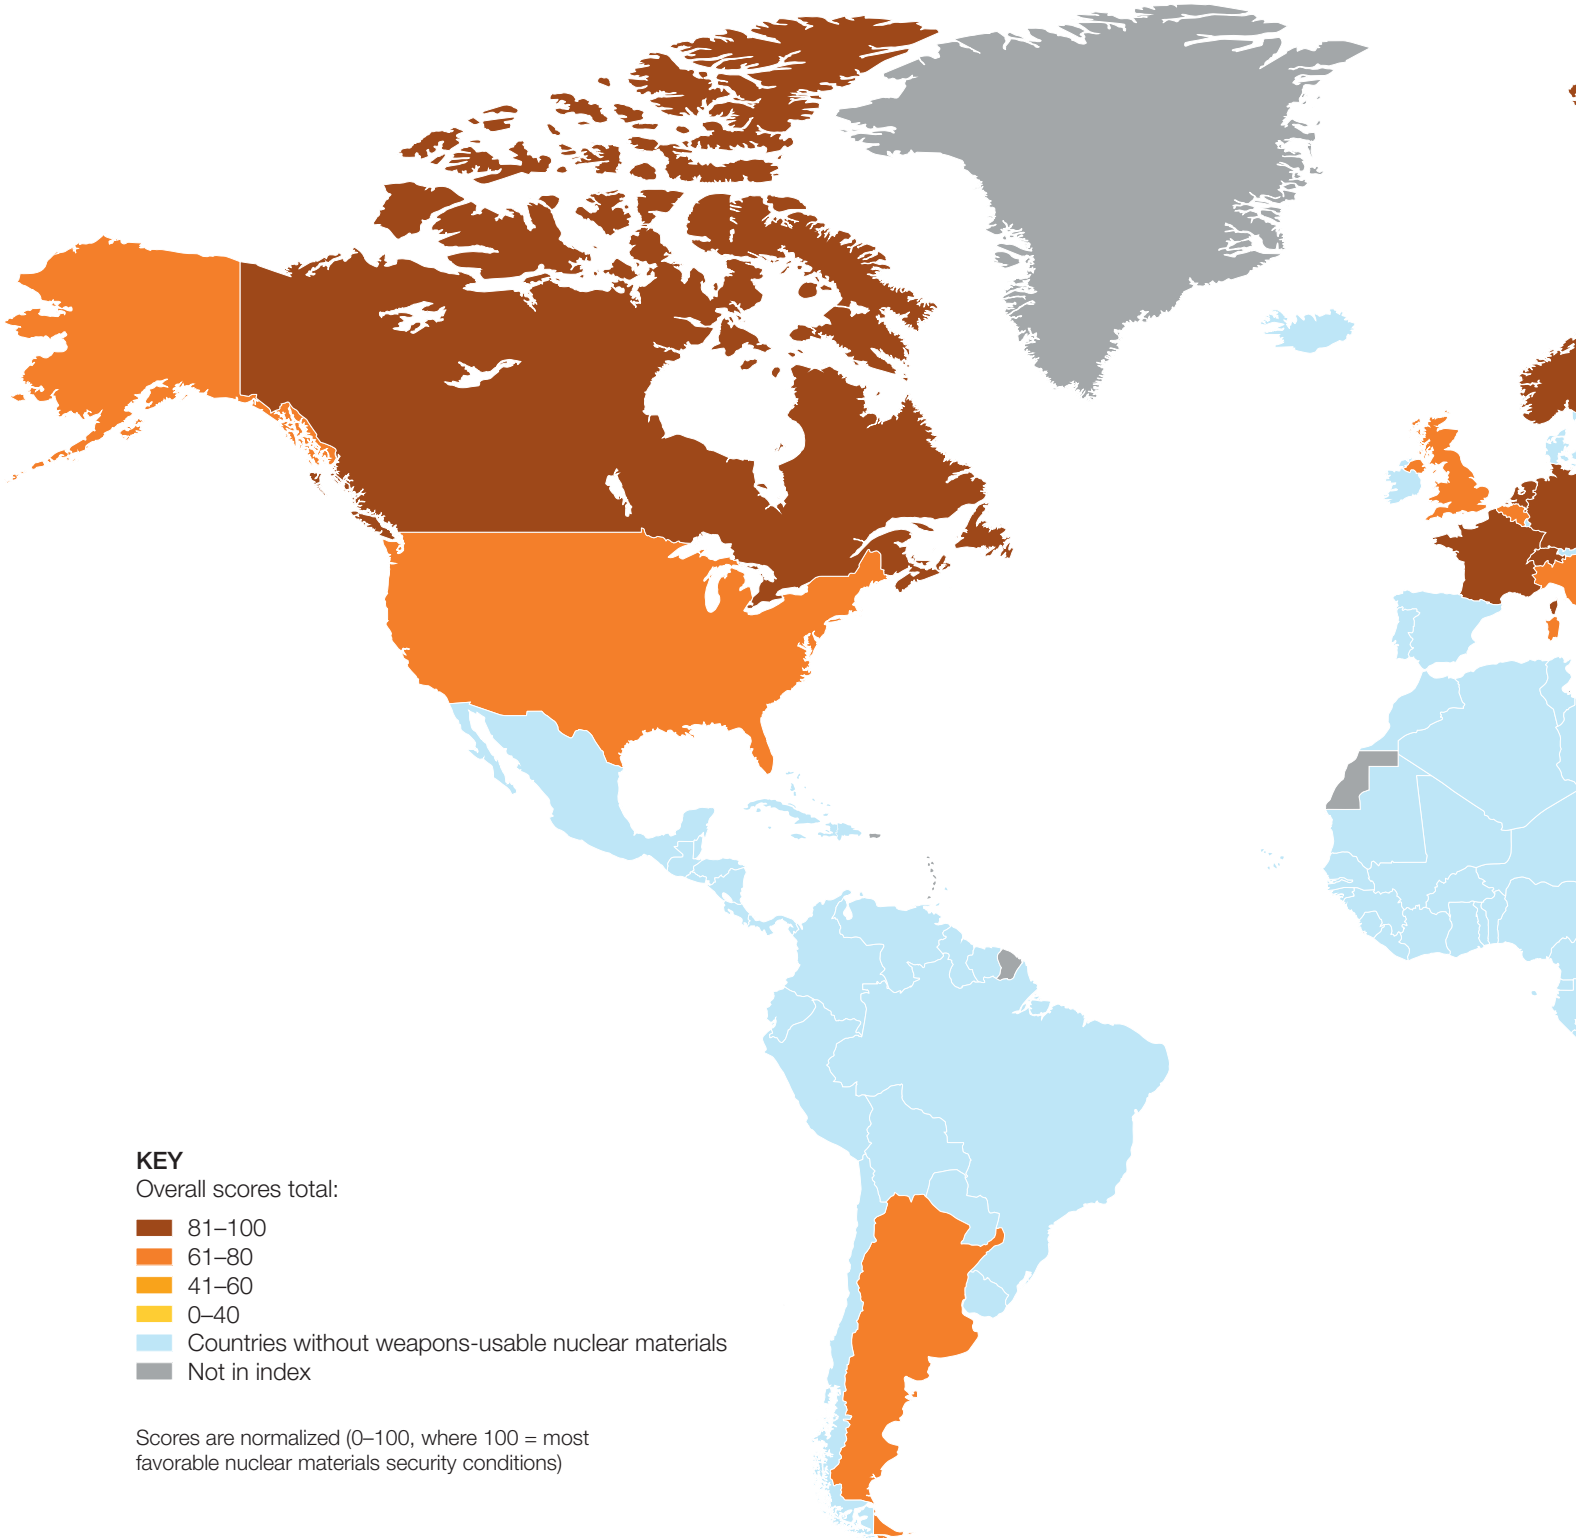 KEY
Overall scores total:
81–100
61–80
41–60
0–40
Countries without weapons-usable nuclear materials
Not in index
Scores are normalized (0–100, where 100 = most
favorable nuclear materials security conditions)